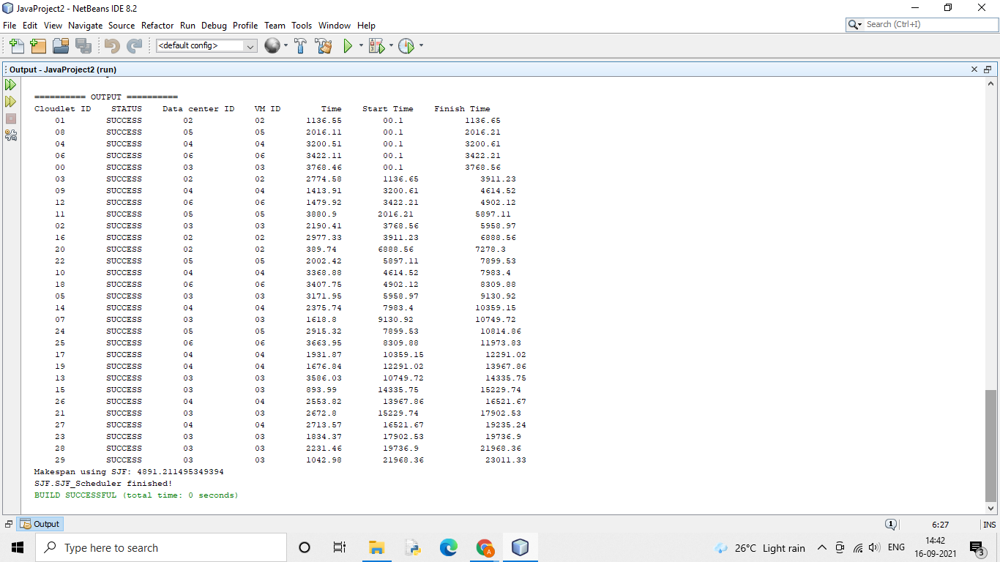 JavaProject2 - NetBeans IDE 8.2
File Edit View Navigate Source Refactor Run Debug Profile Team Tools Window Help
Search (Ctrl+I)
<default config>
Output - JavaProject2 (run)
========== OUTPUT ==========
Cloudlet ID STATUS Data center ID VM ID Time Start Time Finish Time
01 SUCCESS 02 02 1136.55 00.1 1136.65
08 SUCCESS 05 05 2016.11 00.1 2016.21
04 SUCCESS 04 04 3200.51 00.1 3200.61
06 SUCCESS 06 06 3422.11 00.1 3422.21
00 SUCCESS 03 03 3768.46 00.1 3768.56
03 SUCCESS 02 02 2774.58 1136.65 3911.23
09 SUCCESS 04 04 1413.91 3200.61 4614.52
12 SUCCESS 06 06 1479.92 3422.21 4902.12
11 SUCCESS 05 05 3880.9 2016.21 5897.11
02 SUCCESS 03 03 2190.41 3768.56 5958.97
16 SUCCESS 02 02 2977.33 3911.23 6888.56
20 SUCCESS 02 02 389.74 6888.56 7278.3
22 SUCCESS 05 05 2002.42 5897.11 7899.53
10 SUCCESS 04 04 3368.88 4614.52 7983.4
18 SUCCESS 06 06 3407.75 4902.12 8309.88
05 SUCCESS 03 03 3171.95 5958.97 9130.92
14 SUCCESS 04 04 2375.74 7983.4 10359.15
07 SUCCESS 03 03 1618.8 9130.92 10749.72
24 SUCCESS 05 05 2915.32 7899.53 10814.86
25 SUCCESS 06 06 3663.95 8309.88 11973.83
17 SUCCESS 04 04 1931.87 10359.15 12291.02
19 SUCCESS 04 04 1676.84 12291.02 13967.86
13 SUCCESS 03 03 3586.03 10749.72 14335.75
15 SUCCESS 03 03 893.99 14335.75 15229.74
26 SUCCESS 04 04 2553.82 13967.86 16521.67
21 SUCCESS 03 03 2672.8 15229.74 17902.53
27 SUCCESS 04 04 2713.57 16521.67 19235.24
23 SUCCESS 03 03 1834.37 17902.53 19736.9
28 SUCCESS 03 03 2231.46 19736.9 21968.36
29 SUCCESS 03 03 1042.98 21968.36 23011.33
Makespan using SJF: 4891.211495349394
SJF.SJF_Scheduler finished!
BUILD SUCCESSFUL (total time: 0 seconds)
Output
1
6:27
INS
Type here to search
A
26°C Light rain
ENG
14:42
16-09-2021
3